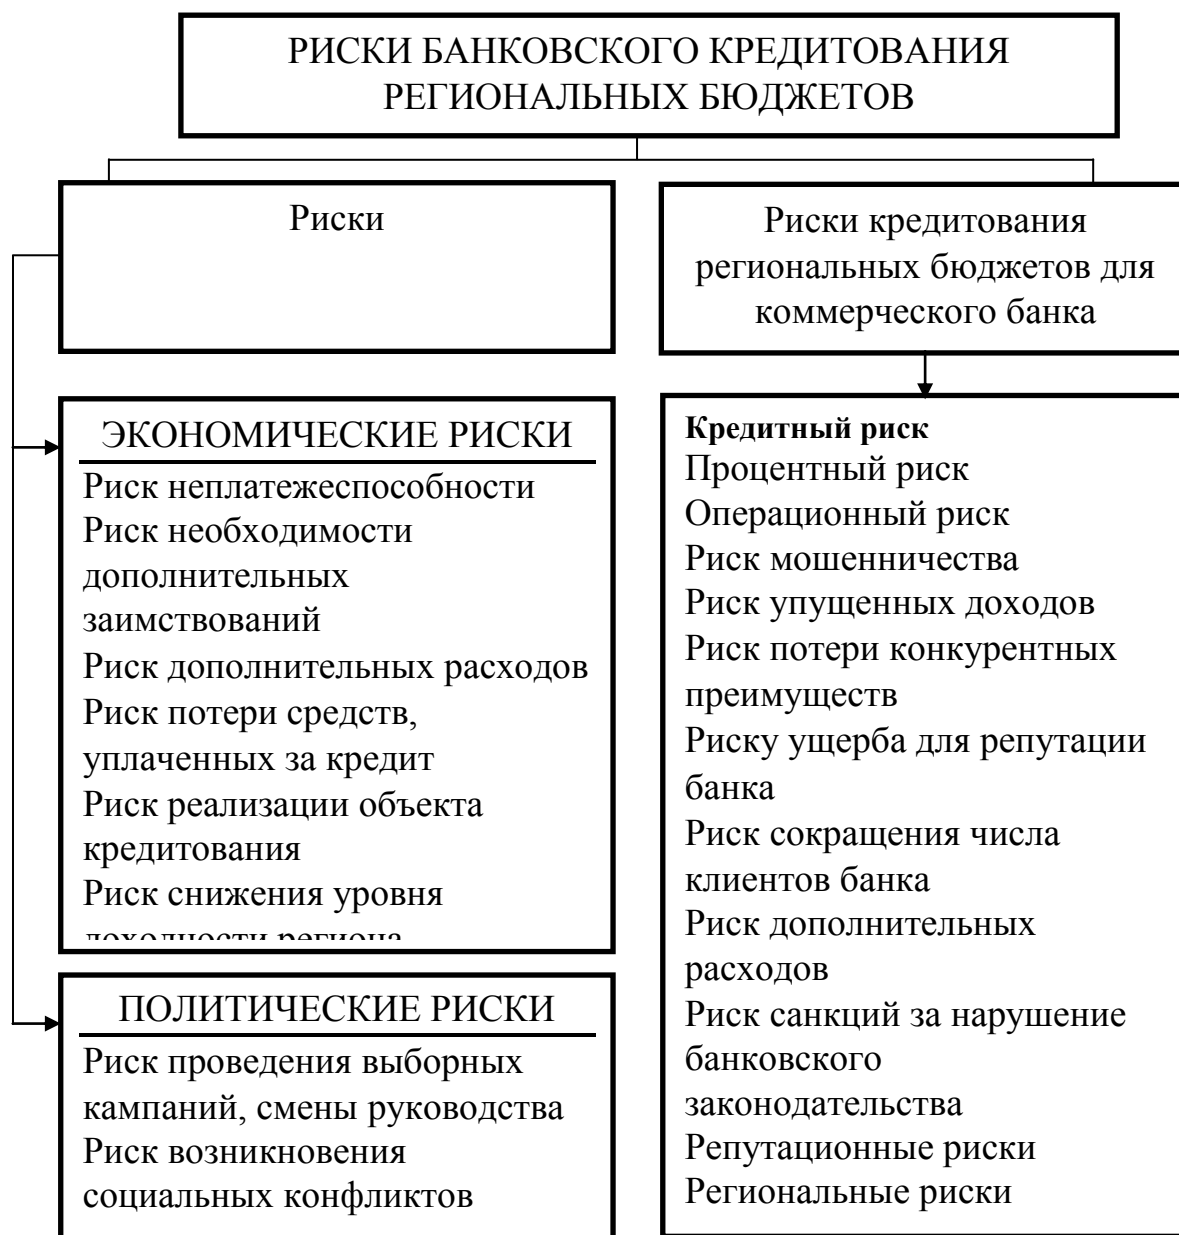 РИСКИ БАНКОВСКОГО КРЕДИТОВАНИЯ
РЕГИОНАЛЬНЫХ БЮДЖЕТОВ
Риски
Риски кредитования
региональных бюджетов для
коммерческого банка
ЭКОНОМИЧЕСКИЕ РИСКИ
Риск неплатежеспособности
Риск необходимости
дополнительных
заимствований
Риск дополнительных расходов
Риск потери средств,
уплаченных за кредит
Риск реализации объекта
кредитования
Риск снижения уровня
доходности региона
ПОЛИТИЧЕСКИЕ РИСКИ
Риск проведения выборных
кампаний, смены руководства
Риск возникновения
социальных конфликтов
Кредитный риск
Процентный риск
Операционный риск
Риск мошенничества
Риск упущенных доходов
Риск потери конкурентных
преимуществ
Риску ущерба для репутации
банка
Риск сокращения числа
клиентов банка
Риск дополнительных
расходов
Риск санкций за нарушение
банковского
законодательства
Репутационные риски
Региональные риски